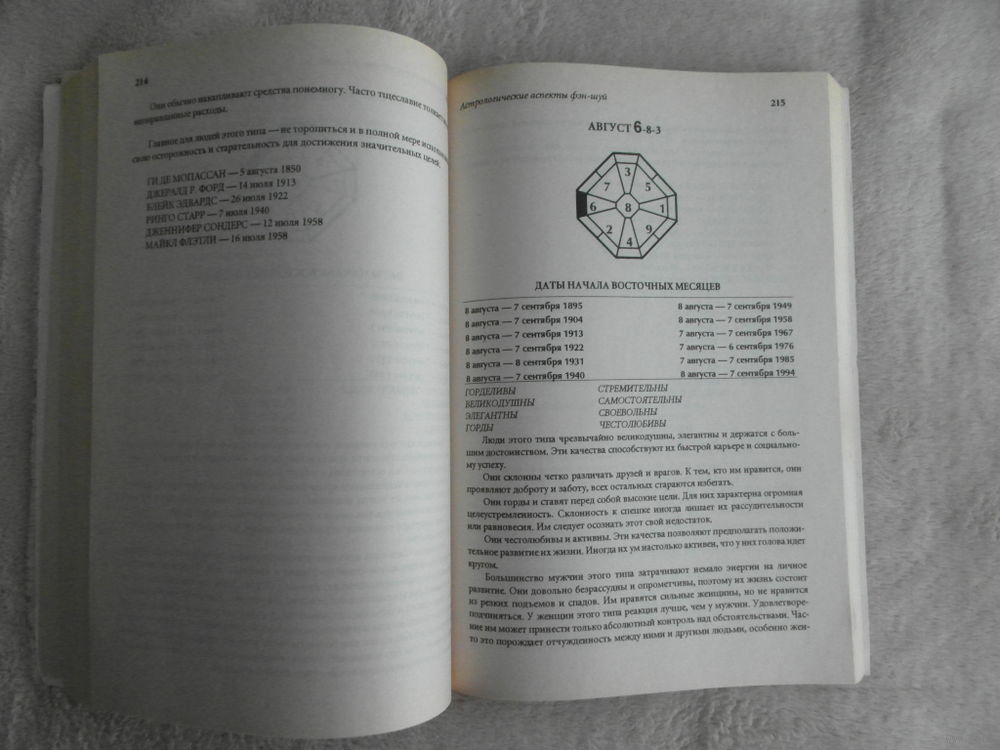 214
Они обычно накапливают средства понемногу. Часто тщеславие толкает
неоправданные расходы.
Главное для людей этого типа — не торопиться и в полной мере
свою осторожность и старательность для достижения значительных целей.
ГИ ДЕ МОПАССАН — 5 августа 1850
ДЖЕРАЛД Р. ФОРД — 14 июля 1913
БЛЕЙК ЭДВАРДС — 26 июля 1922
РИНГО СТАРР — 7 июля 1940
ДЖЕННИФЕР СОНДЕРС — 12 июля 1958
МАЙКЛ ФЛЭТЛИ — 16 июля 1958
Астрологические аспекты фэн-шуй
215
АВГУСТ 6-8-3
3
7 5
6 8 1
2 9
4
ДАТЫ НАЧАЛА ВОСТОЧНЫХ МЕСЯЦЕВ
8 августа — 7 сентября 1895
8 августа — 7 сентября 1904
8 августа — 7 сентября 1913
8 августа — 7 сентября 1922
8 августа — 8 сентября 1931
8 августа — 7 сентября 1940
8 августа — 7 сентября 1949
8 августа — 7 сентября 1958
7 августа — 7 сентября 1967
7 августа — 6 сентября 1976
7 августа — 7 сентября 1985
8 августа — 7 сентября 1994
ГОРДЕЛИВЫ
ВЕЛИКОДУШНЫ
ЭЛЕГАНТНЫ
ГОРДЫ
СТРЕМИТЕЛЬНЫ
САМОСТОЯТЕЛЬНЫ
СВОЕВОЛЬНЫ
ЧЕСТОЛЮБИВЫ
Люди этого типа чрезвычайно великодушны, элегантны и держатся с боль-
шим достоинством. Эти качества способствуют их быстрой карьере и социально-
му успеху.
Они склонны четко различать друзей и врагов. К тем, кто им нравится, они
проявляют доброту и заботу, всех остальных стараются избегать.
Они горды и ставят перед собой высокие цели. Для них характерна огромная
целеустремленность. Склонность к спешке иногда лишает их рассудительности
или равновесия. Им следует осознать этот свой недостаток.
Они честолюбивы и активны. Эти качества позволяют предполагать положи-
тельное развитие их жизни. Иногда их ум настолько активен, что у них голова идет
кругом.
Большинство мужчин этого типа затрачивают немало энергии на личное
развитие. Они довольно безрассудны и опрометчивы, поэтому их жизнь состоит
из резких подъемов и спадов. Им нравятся сильные женщины, но не нравится
подчиняться. У женщин этого типа реакция лучше, чем у мужчин. Удовлетворе-
ние им может принести только абсолютный контроль над обстоятельствами. Час-
то это порождает отчужденность между ними и другими людьми, особенно жен-